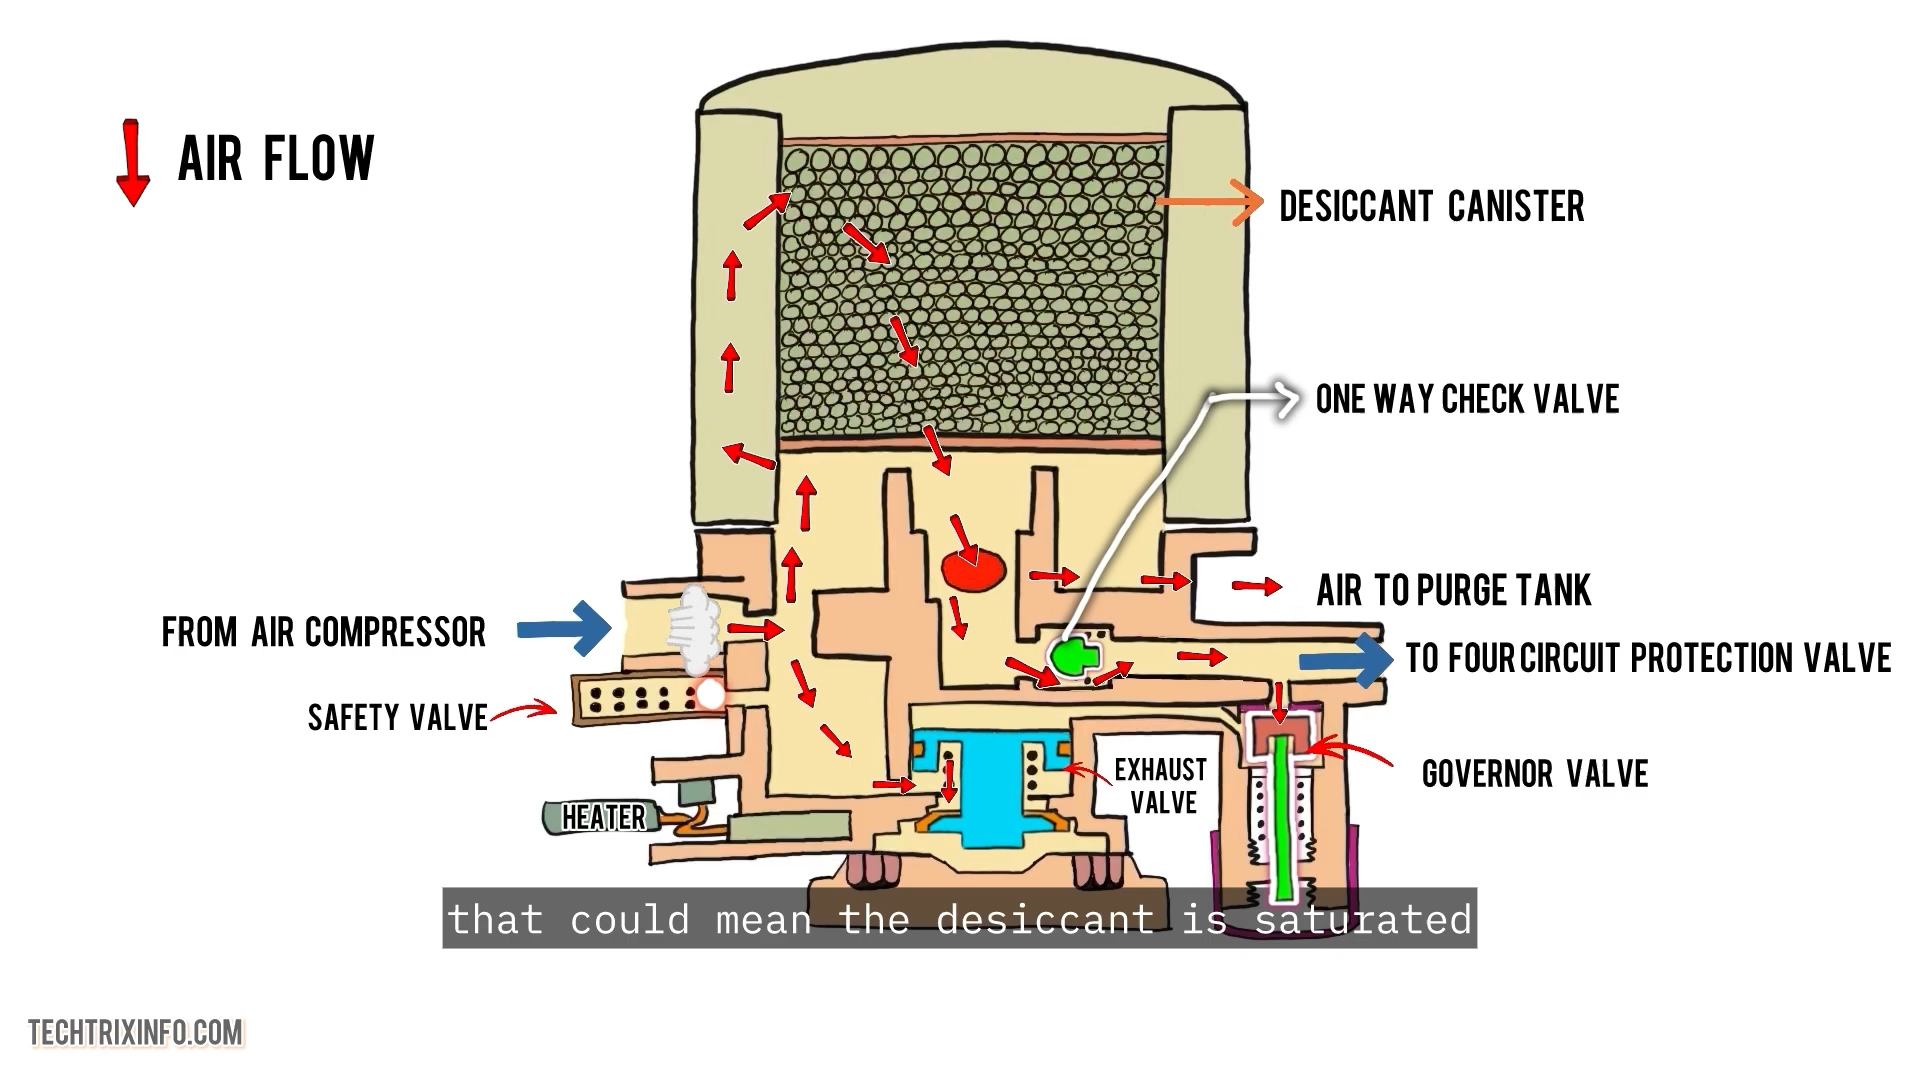 AIR FLOW
DESICCANT CANISTER
ONE WAY CHECK VALVE
AIR TO PURGE TANK
FROM AIR COMPRESSOR
TO FOUR CIRCUIT PROTECTION VALVE
SAFETY VALVE
EXHAUST
VALVE
GOVERNOR VALVE
HEATER
that could mean the desiccant is saturated
TECHTRIXINFO.COM